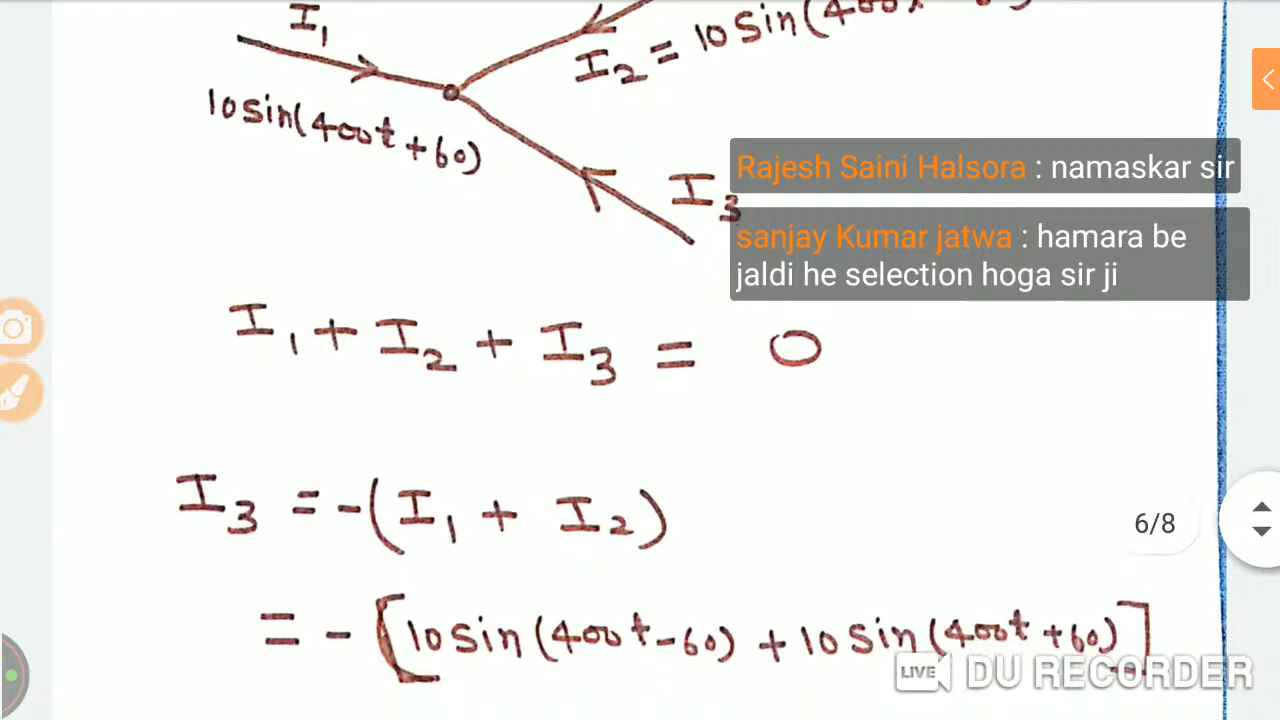 I₁
I₂ = 10 sin(400t
10 sin(400t + 60)
I₃
Rajesh Saini Halsora : namaskar sir
sanjay Kumar jatwa : hamara be
jaldi he selection hoga sir ji
I₁ + I₂ + I₃ = 0
I₃ = -(I₁ + I₂)
6/8
= - [10 sin(400t - 60) + 10 sin(400t + 60)]
LIVE DU RECORDER